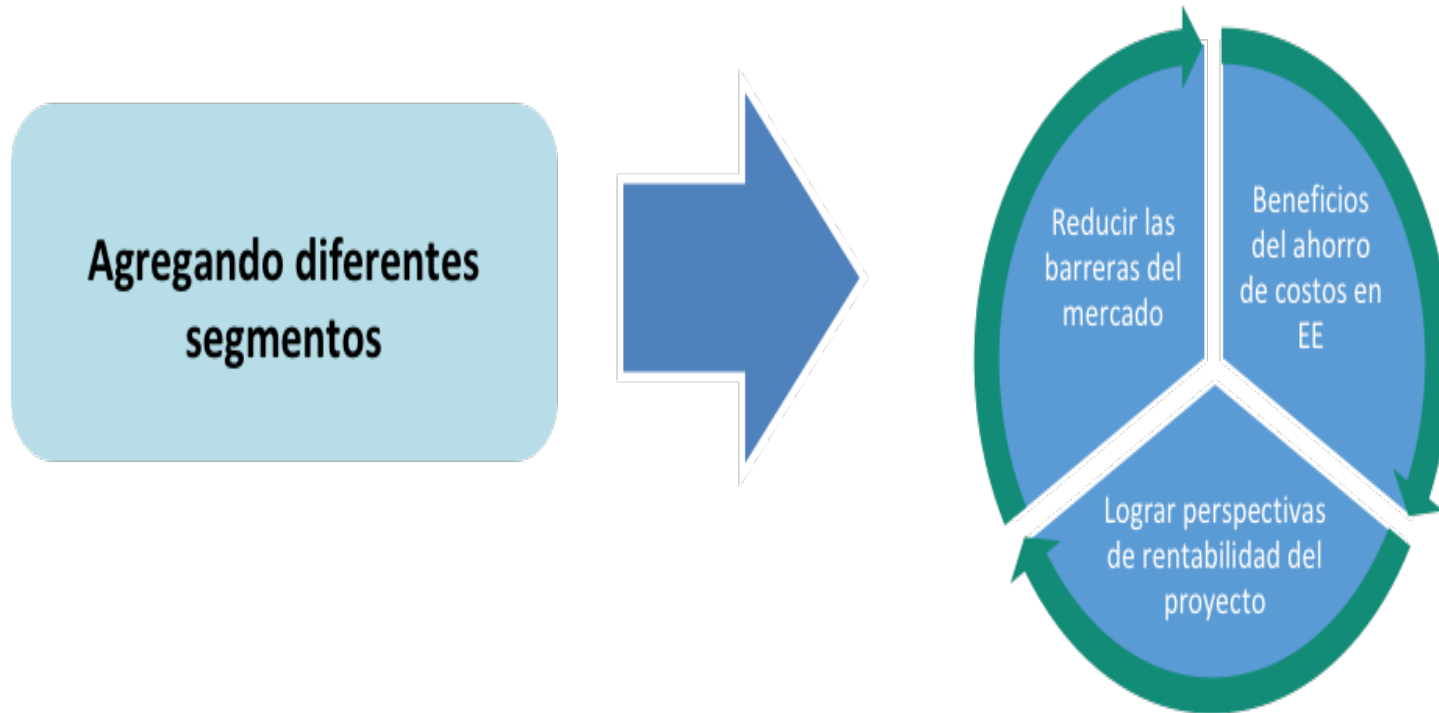 Agregando diferentes
segmentos
Reducir las
barreras del
mercado
Beneficios
del ahorro
de costos en
EE
Lograr perspectivas
de rentabilidad del
proyecto